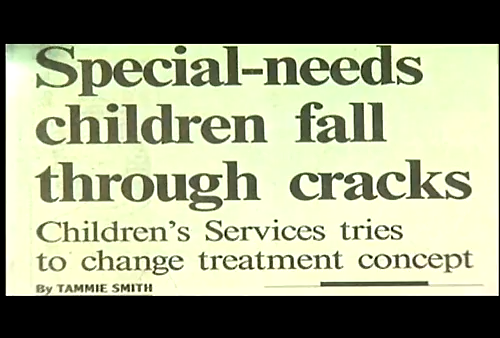 Special-needs
children fall
through cracks
Children's Services tries
to change treatment concept
By TAMMIE SMITH